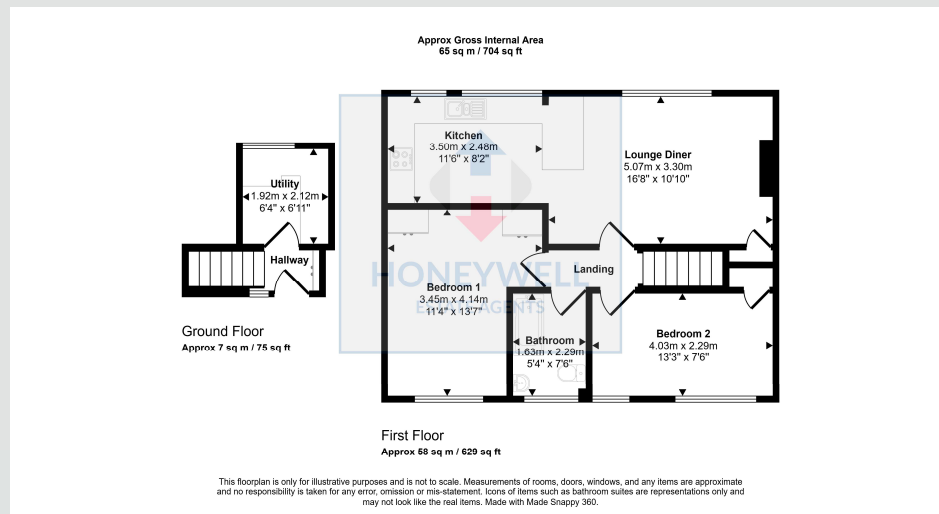 Approx Gross Internal Area
65 sq m / 704 sq ft
Kitchen
3.50m x 2.48m
11'6" x 8'2"
Lounge Diner
5.07m x 3.30m
16'8" x 10'10"
Utility
1.92m x 2.12m
6'4" x 6'11"
Hallway
Landing
HONEYWELL
ESTATE AGENTS
Bedroom 1
3.45m x 4.14m
11'4" x 13'7"
Bathroom
1.63m x 2.29m
5'4" x 7'6"
Bedroom 2
4.03m x 2.29m
13'3" x 7'6"
Ground Floor
Approx 7 sq m / 75 sq ft
First Floor
Approx 58 sq m / 629 sq ft
This floorplan is only for illustrative purposes and is not to scale. Measurements of rooms, doors, windows, and any items are approximate
and no responsibility is taken for any error, omission or mis-statement. Icons of items such as bathroom suites are representations only and
may not look like the real items. Made with Made Snappy 360.